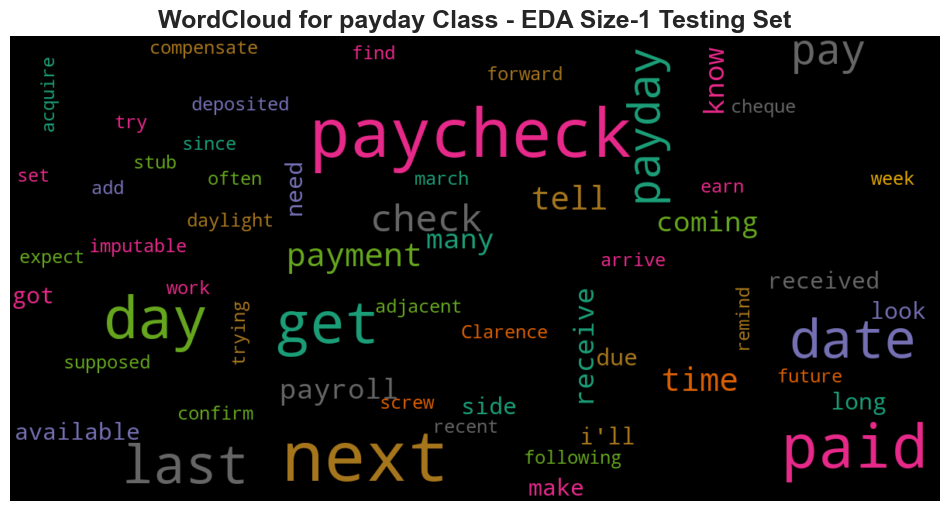 WordCloud for payday Class - EDA Size-1 Testing Set
compensate
find
forward
pay
acquire
deposited
paycheck
payday
know
cheque
try
since
stub
set
add
often
need
march
tell
earn
week
daylight
check
many
coming
imputable
expect
payment
arrive
received
got
work
day
trying
get
adjacent
Clarence
receive
due
remind
look
date
supposed
payroll
screw
side
time
future
long
confirm
available
recent
i'll
last
next
following
make
paid